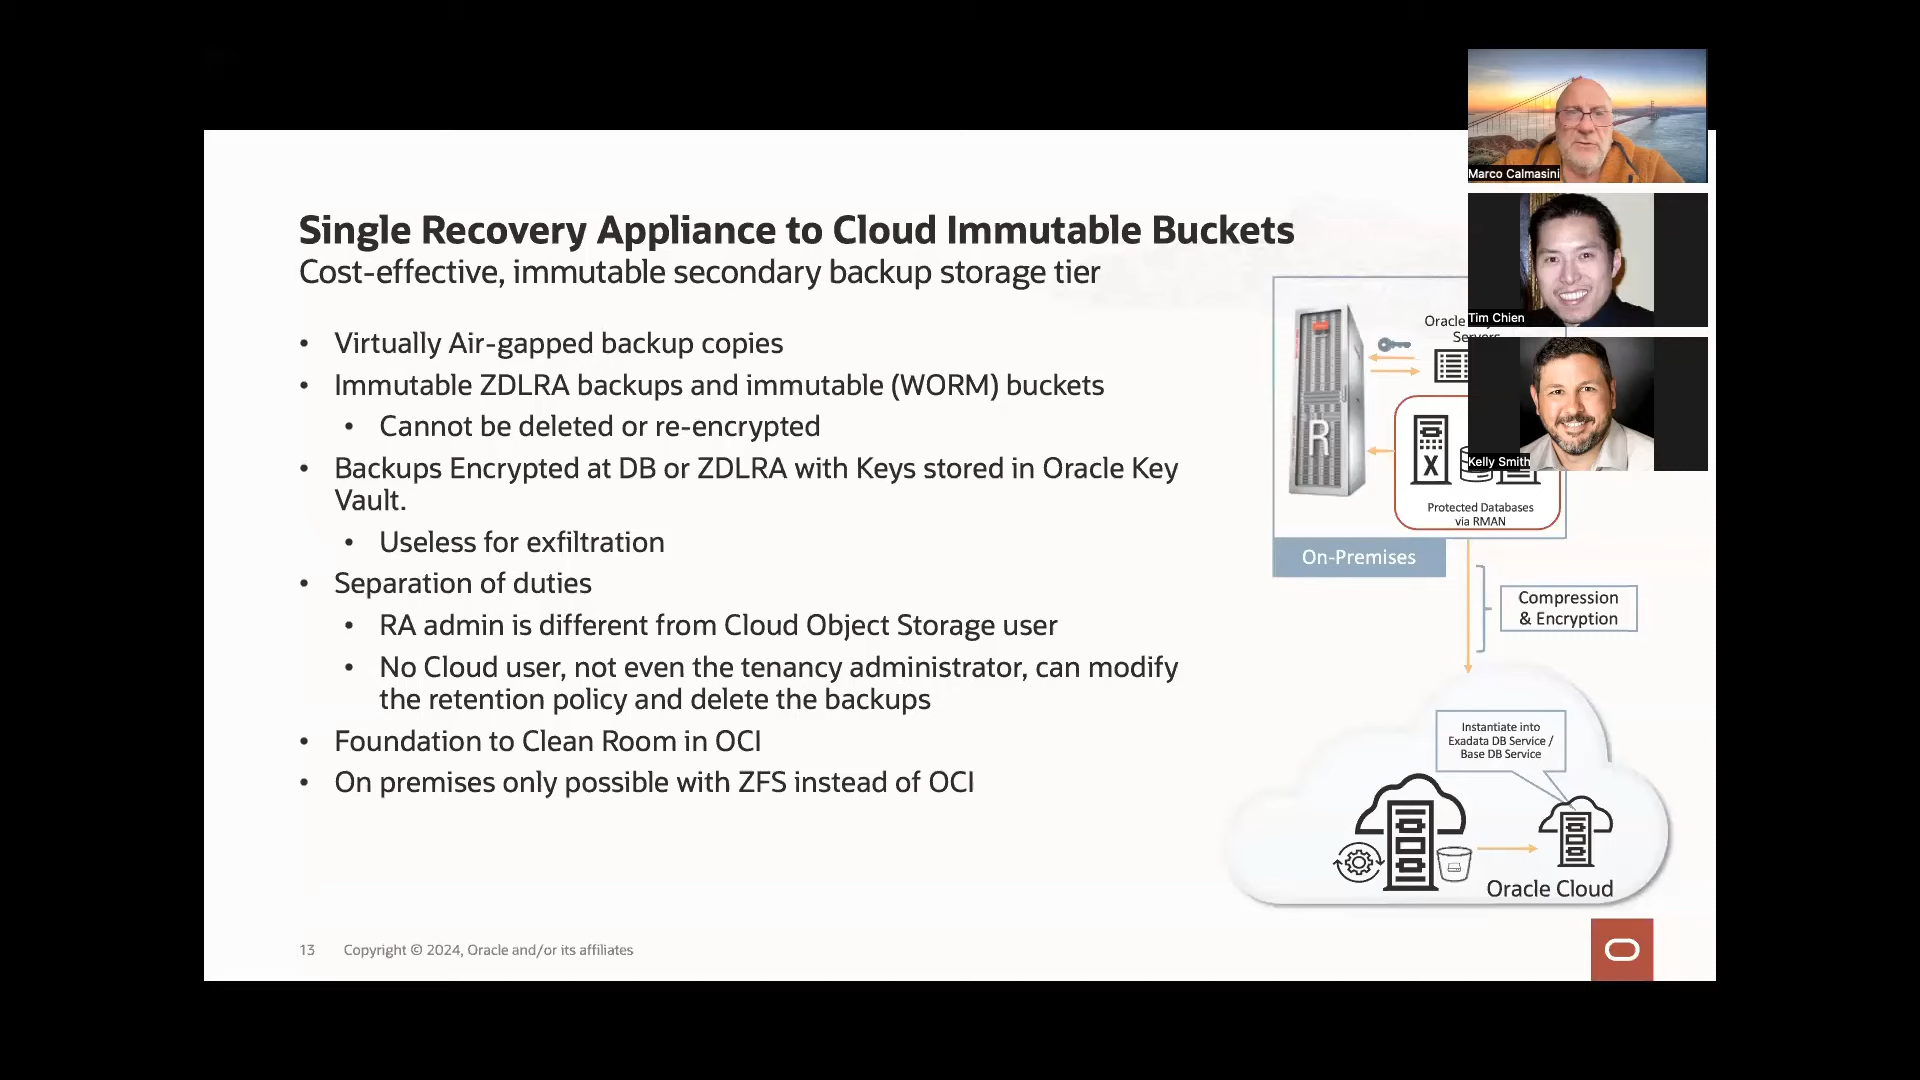 Single Recovery Appliance to Cloud Immutable Buckets
Cost-effective, immutable secondary backup storage tier
• Virtually Air-gapped backup copies
• Immutable ZDLRA backups and immutable (WORM) buckets
• Cannot be deleted or re-encrypted
• Backups Encrypted at DB or ZDLRA with Keys stored in Oracle Key
Vault.
• Useless for exfiltration
• Separation of duties
• RA admin is different from Cloud Object Storage user
• No Cloud user, not even the tenancy administrator, can modify
the retention policy and delete the backups
• Foundation to Clean Room in OCI
• On premises only possible with ZFS instead of OCI
Oracle
R
X
Protected Databases
via RMAN
On-Premises
Compression
& Encryption
Instantiate into
Exadata DB Service /
Base DB Service
Oracle Cloud
13 Copyright © 2024, Oracle and/or its affiliates
Marco Calmasini
Tim Chien
Kelly Smith